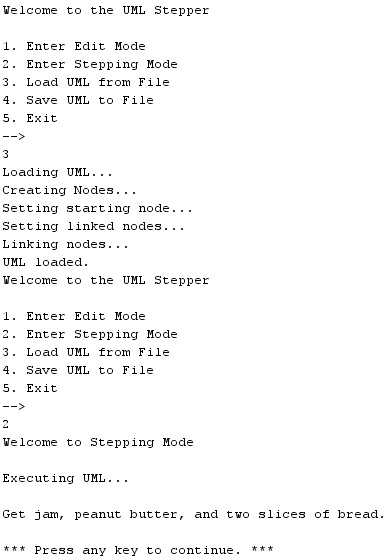 Welcome to the UML Stepper
1. Enter Edit Mode
2. Enter Stepping Mode
3. Load UML from File
4. Save UML to File
5. Exit
-->
3
Loading UML...
Creating Nodes...
Setting starting node...
Setting linked nodes...
Linking nodes...
UML loaded.
Welcome to the UML Stepper
1. Enter Edit Mode
2. Enter Stepping Mode
3. Load UML from File
4. Save UML to File
5. Exit
-->
2
Welcome to Stepping Mode
Executing UML...
Get jam, peanut butter, and two slices of bread.
*** Press any key to continue. ***